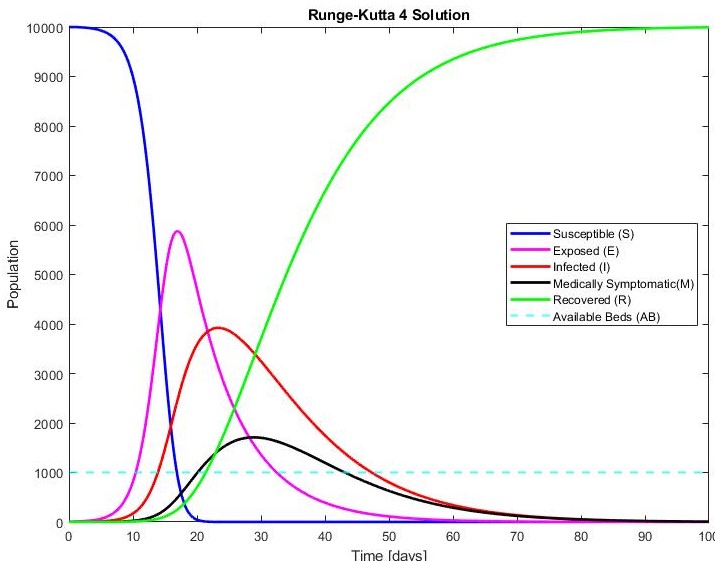 Runge-Kutta 4 Solution
10000
9000
8000
7000
6000
5000
4000
3000
2000
1000
0
Population
Susceptible (S)
Exposed (E)
Infected (I)
Medically Symptomatic(M)
Recovered (R)
Available Beds (AB)
0 10 20 30 40 50 60 70 80 90 100
Time [days]